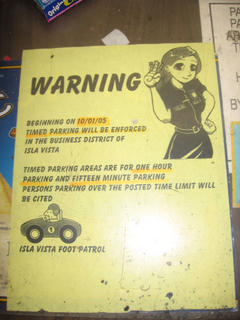 Original
WARNING
BEGINNING ON 10/01/05
TIMED PARKING WILL BE ENFORCED
IN THE BUSINESS DISTRICT OF
ISLA VISTA
TIMED PARKING AREAS ARE FOR ONE HOUR
PARKING AND FIFTEEN MINUTE PARKING
PERSONS PARKING OVER THE POSTED TIME LIMIT WILL
BE CITED
1
ISLA VISTA FOOT PATROL